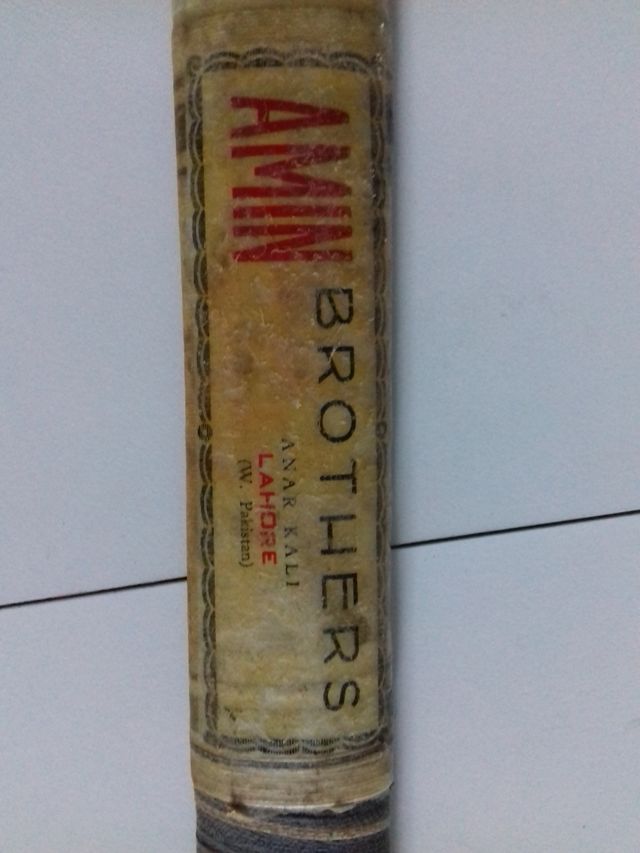 AMIN
BROTHERS
ANAR KALI
LAHORE
(W. Pakistan)